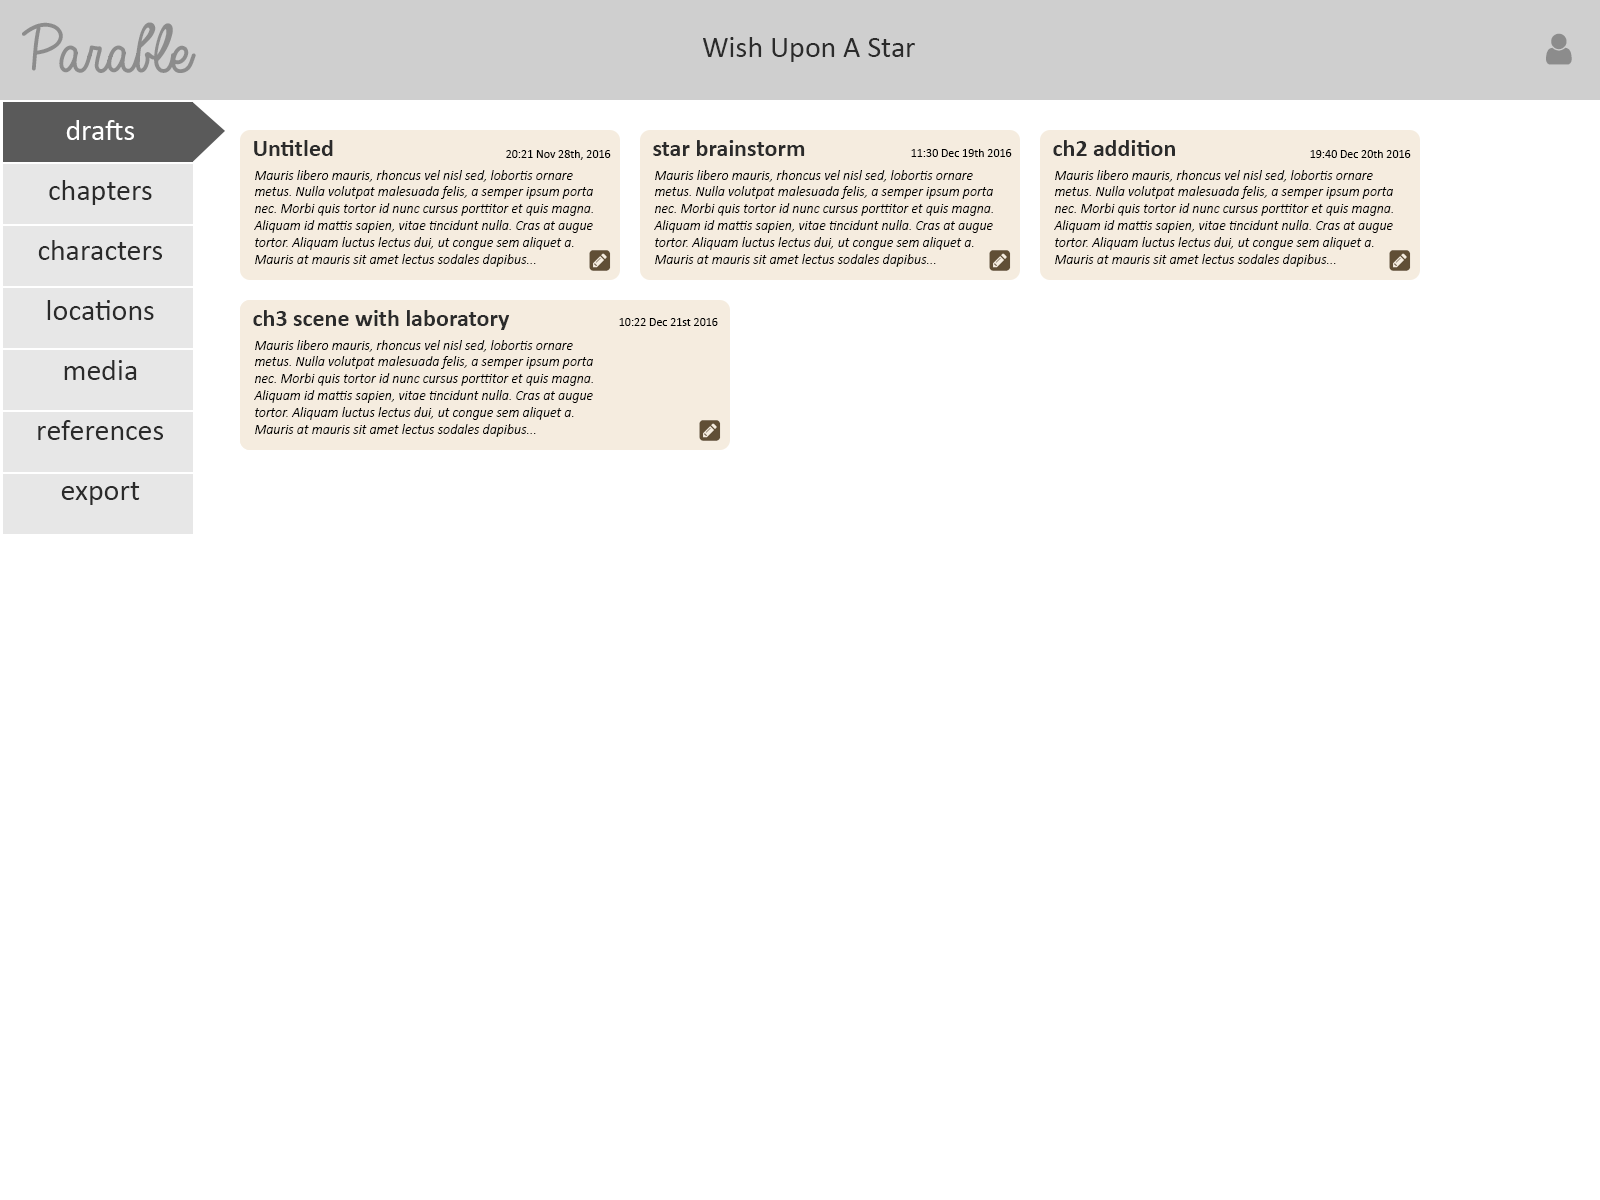 Parable
Wish Upon A Star
drafts
chapters
characters
locations
media
references
export
Untitled
20:21 Nov 28th, 2016
Mauris libero mauris, rhoncus vel nisl sed, lobortis ornare
metus. Nulla volutpat malesuada felis, a semper ipsum porta
nec. Morbi quis tortor id nunc cursus porttitor et quis magna.
Aliquam id mattis sapien, vitae tincidunt nulla. Cras at augue
tortor. Aliquam luctus lectus dui, ut congue sem aliquet a.
Mauris at mauris sit amet lectus sodales dapibus...
star brainstorm
11:30 Dec 19th 2016
Mauris libero mauris, rhoncus vel nisl sed, lobortis ornare
metus. Nulla volutpat malesuada felis, a semper ipsum porta
nec. Morbi quis tortor id nunc cursus porttitor et quis magna.
Aliquam id mattis sapien, vitae tincidunt nulla. Cras at augue
tortor. Aliquam luctus lectus dui, ut congue sem aliquet a.
Mauris at mauris sit amet lectus sodales dapibus...
ch2 addition
19:40 Dec 20th 2016
Mauris libero mauris, rhoncus vel nisl sed, lobortis ornare
metus. Nulla volutpat malesuada felis, a semper ipsum porta
nec. Morbi quis tortor id nunc cursus porttitor et quis magna.
Aliquam id mattis sapien, vitae tincidunt nulla. Cras at augue
tortor. Aliquam luctus lectus dui, ut congue sem aliquet a.
Mauris at mauris sit amet lectus sodales dapibus...
ch3 scene with laboratory
10:22 Dec 21st 2016
Mauris libero mauris, rhoncus vel nisl sed, lobortis ornare
metus. Nulla volutpat malesuada felis, a semper ipsum porta
nec. Morbi quis tortor id nunc cursus porttitor et quis magna.
Aliquam id mattis sapien, vitae tincidunt nulla. Cras at augue
tortor. Aliquam luctus lectus dui, ut congue sem aliquet a.
Mauris at mauris sit amet lectus sodales dapibus...